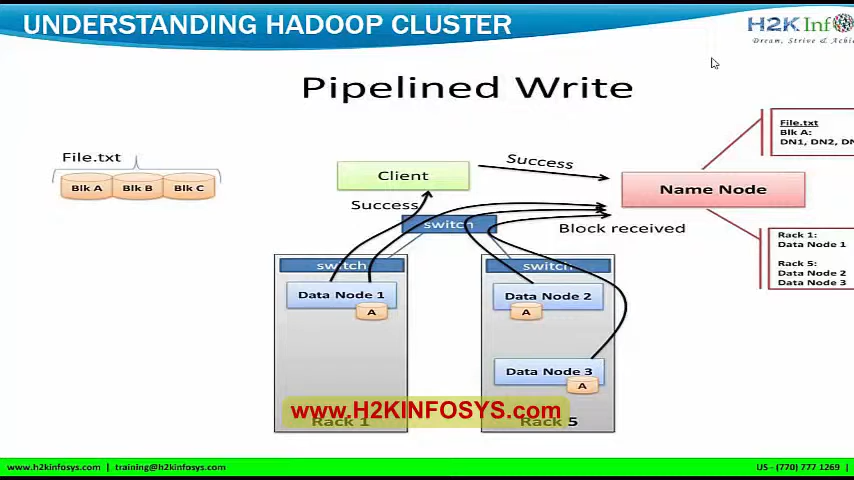 UNDERSTANDING HADOOP CLUSTER
H2K Inf
Dream, Strive & Achi
Pipelined Write
File.txt
Blk A:
DN1, DN2, DN
File.txt
Blk A Blk B Blk C
Client
Success
Name Node
Success
switch
Block received
Rack 1:
Data Node 1
Rack 5:
Data Node 2
Data Node 3
switch
switch
Data Node 1
A
Data Node 2
A
Data Node 3
A
www.H2KINFOSYS.com
Rack 1
Rack 5
www.h2kinfosys.com | training@h2kinfosys.com
US - (770) 777 1269 |